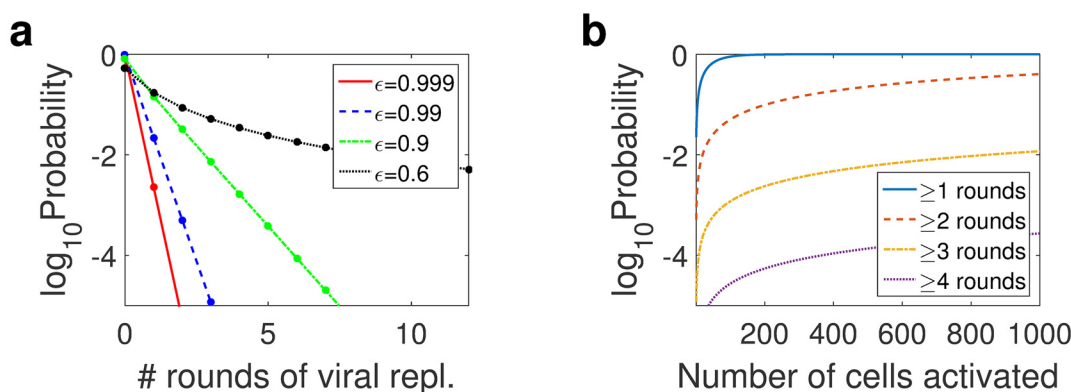 a
log10Probability
0
-2
-4
0
5
10
# rounds of viral repl.
ϵ=0.999
ϵ=0.99
ϵ=0.9
ϵ=0.6
b
log10Probability
0
-2
-4
200
400
600
800
1000
Number of cells activated
≥1 rounds
≥2 rounds
≥3 rounds
≥4 rounds